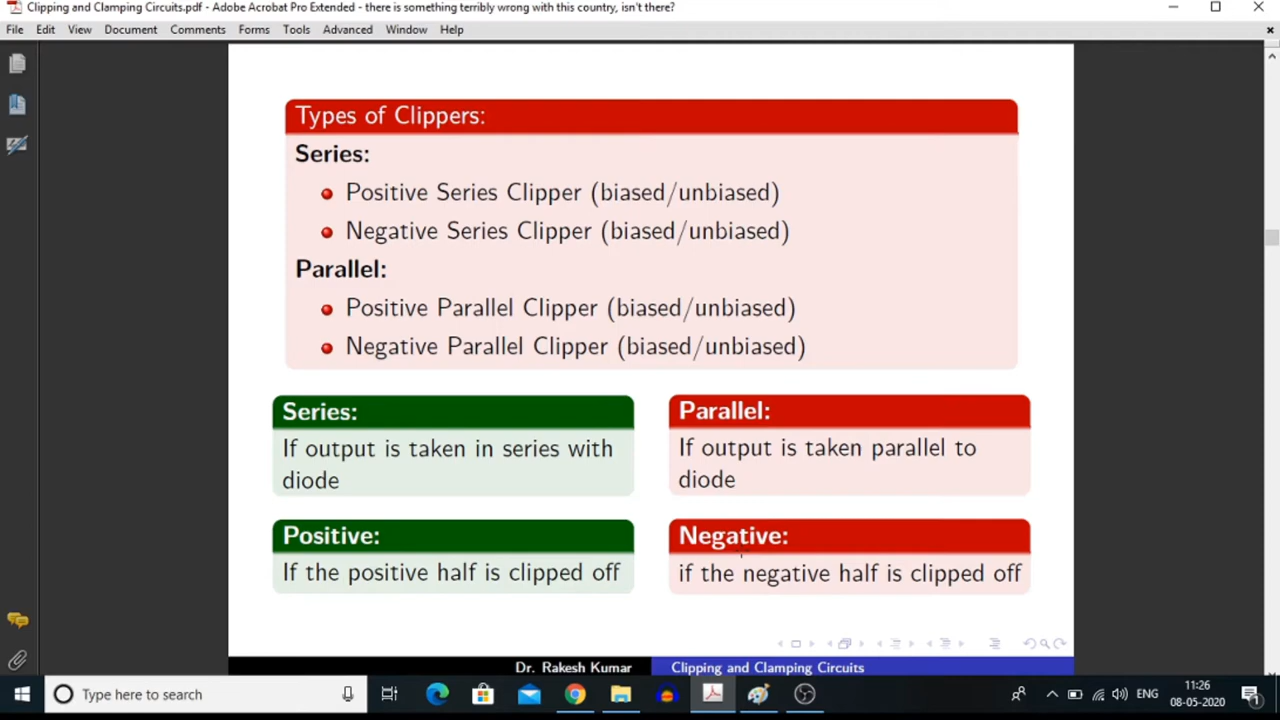 Clipping and Clamping Circuits.pdf - Adobe Acrobat Pro Extended - there is something terribly wrong with this country, isn't there?
File Edit View Document Comments Forms Tools Advanced Window Help
Types of Clippers:
Series:
Positive Series Clipper (biased/unbiased)
Negative Series Clipper (biased/unbiased)
Parallel:
Positive Parallel Clipper (biased/unbiased)
Negative Parallel Clipper (biased/unbiased)
Series:
If output is taken in series with
diode
Parallel:
If output is taken parallel to
diode
Positive:
If the positive half is clipped off
Negative:
if the negative half is clipped off
Dr. Rakesh Kumar
Clipping and Clamping Circuits
Type here to search
ENG
11:26
08-05-2020
1